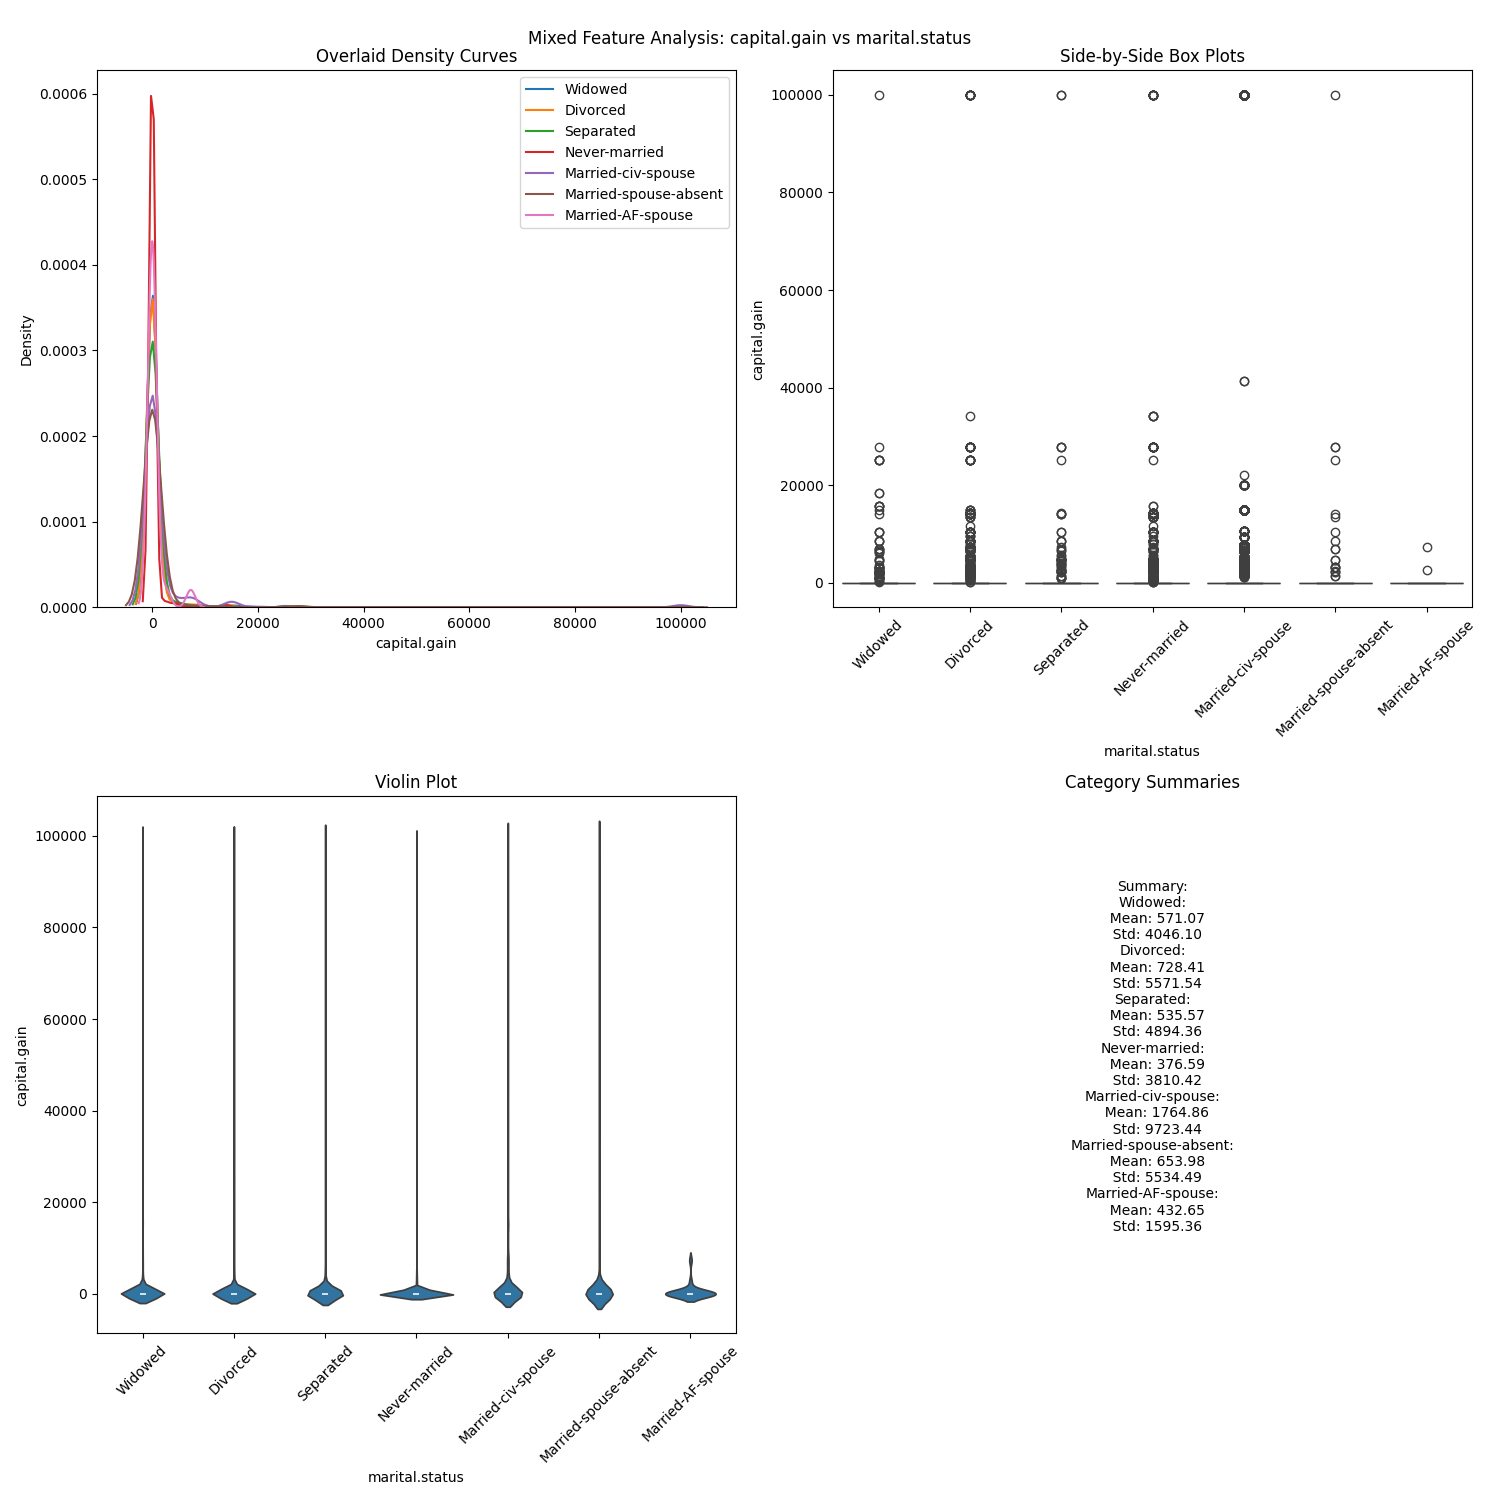 Mixed Feature Analysis: capital.gain vs marital.status
Overlaid Density Curves
0.0006
0.0005
0.0004
0.0003
0.0002
0.0001
0.0000
Density
0
20000
40000
60000
80000
100000
capital.gain
Widowed
Divorced
Separated
Never-married
Married-civ-spouse
Married-spouse-absent
Married-AF-spouse
Side-by-Side Box Plots
100000
80000
60000
40000
20000
0
capital.gain
Widowed
Divorced
Separated
Never-married
Married-civ-spouse
Married-spouse-absent
Married-AF-spouse
marital.status
Violin Plot
100000
80000
60000
40000
20000
0
capital.gain
Widowed
Divorced
Separated
Never-married
Married-civ-spouse
Married-spouse-absent
Married-AF-spouse
marital.status
Category Summaries
Summary:
Widowed:
Mean: 571.07
Std: 4046.10
Divorced:
Mean: 728.41
Std: 5571.54
Separated:
Mean: 535.57
Std: 4894.36
Never-married:
Mean: 376.59
Std: 3810.42
Married-civ-spouse:
Mean: 1764.86
Std: 9723.44
Married-spouse-absent:
Mean: 653.98
Std: 5534.49
Married-AF-spouse:
Mean: 432.65
Std: 1595.36